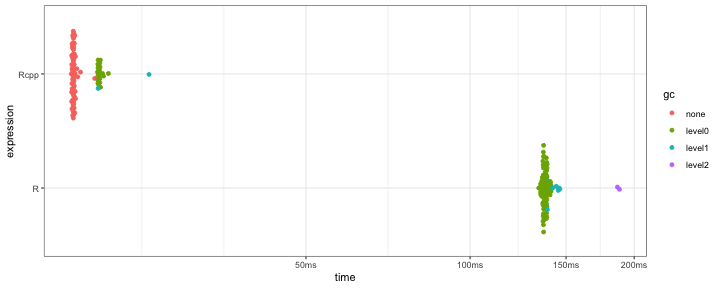 expression
Rcpp
R
50ms
100ms
150ms
200ms
time
gc
none
level0
level1
level2